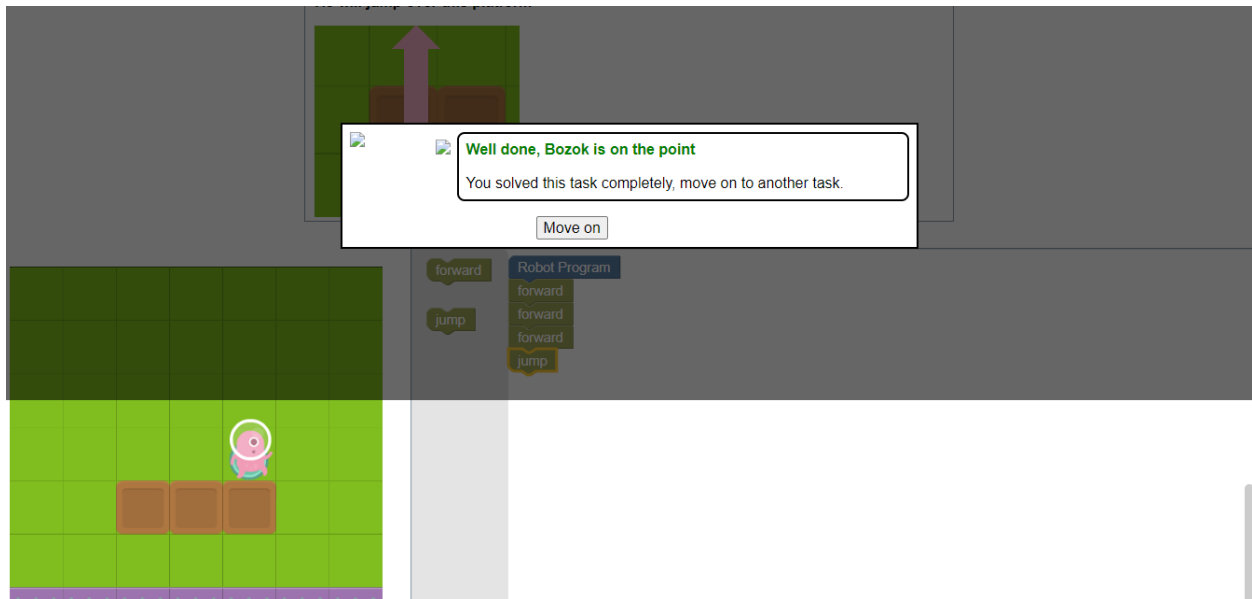 Well done, Bozok is on the point
You solved this task completely, move on to another task.
Move on
forward
jump
Robot Program
forward
forward
forward
jump